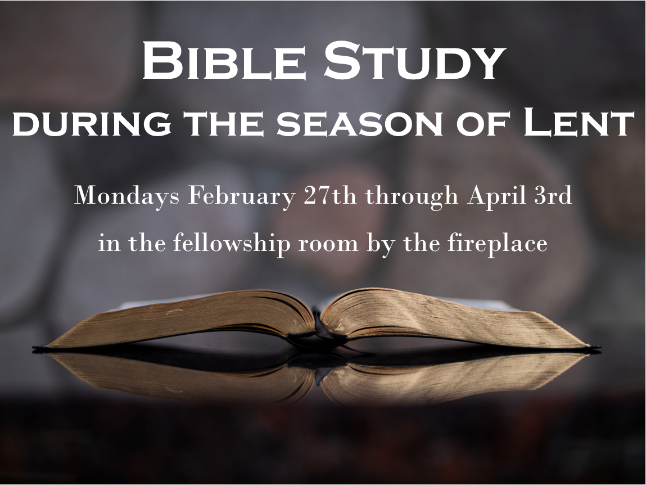 Bible Study
during the season of Lent
Mondays February 27th through April 3rd
in the fellowship room by the fireplace